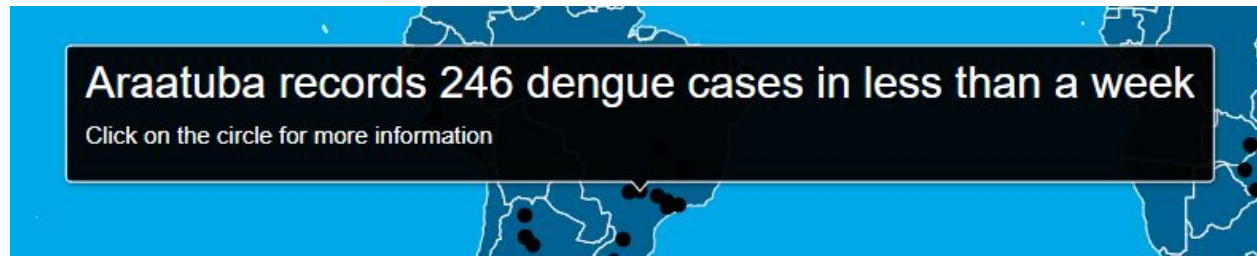 Araatuba records 246 dengue cases in less than a week
Click on the circle for more information